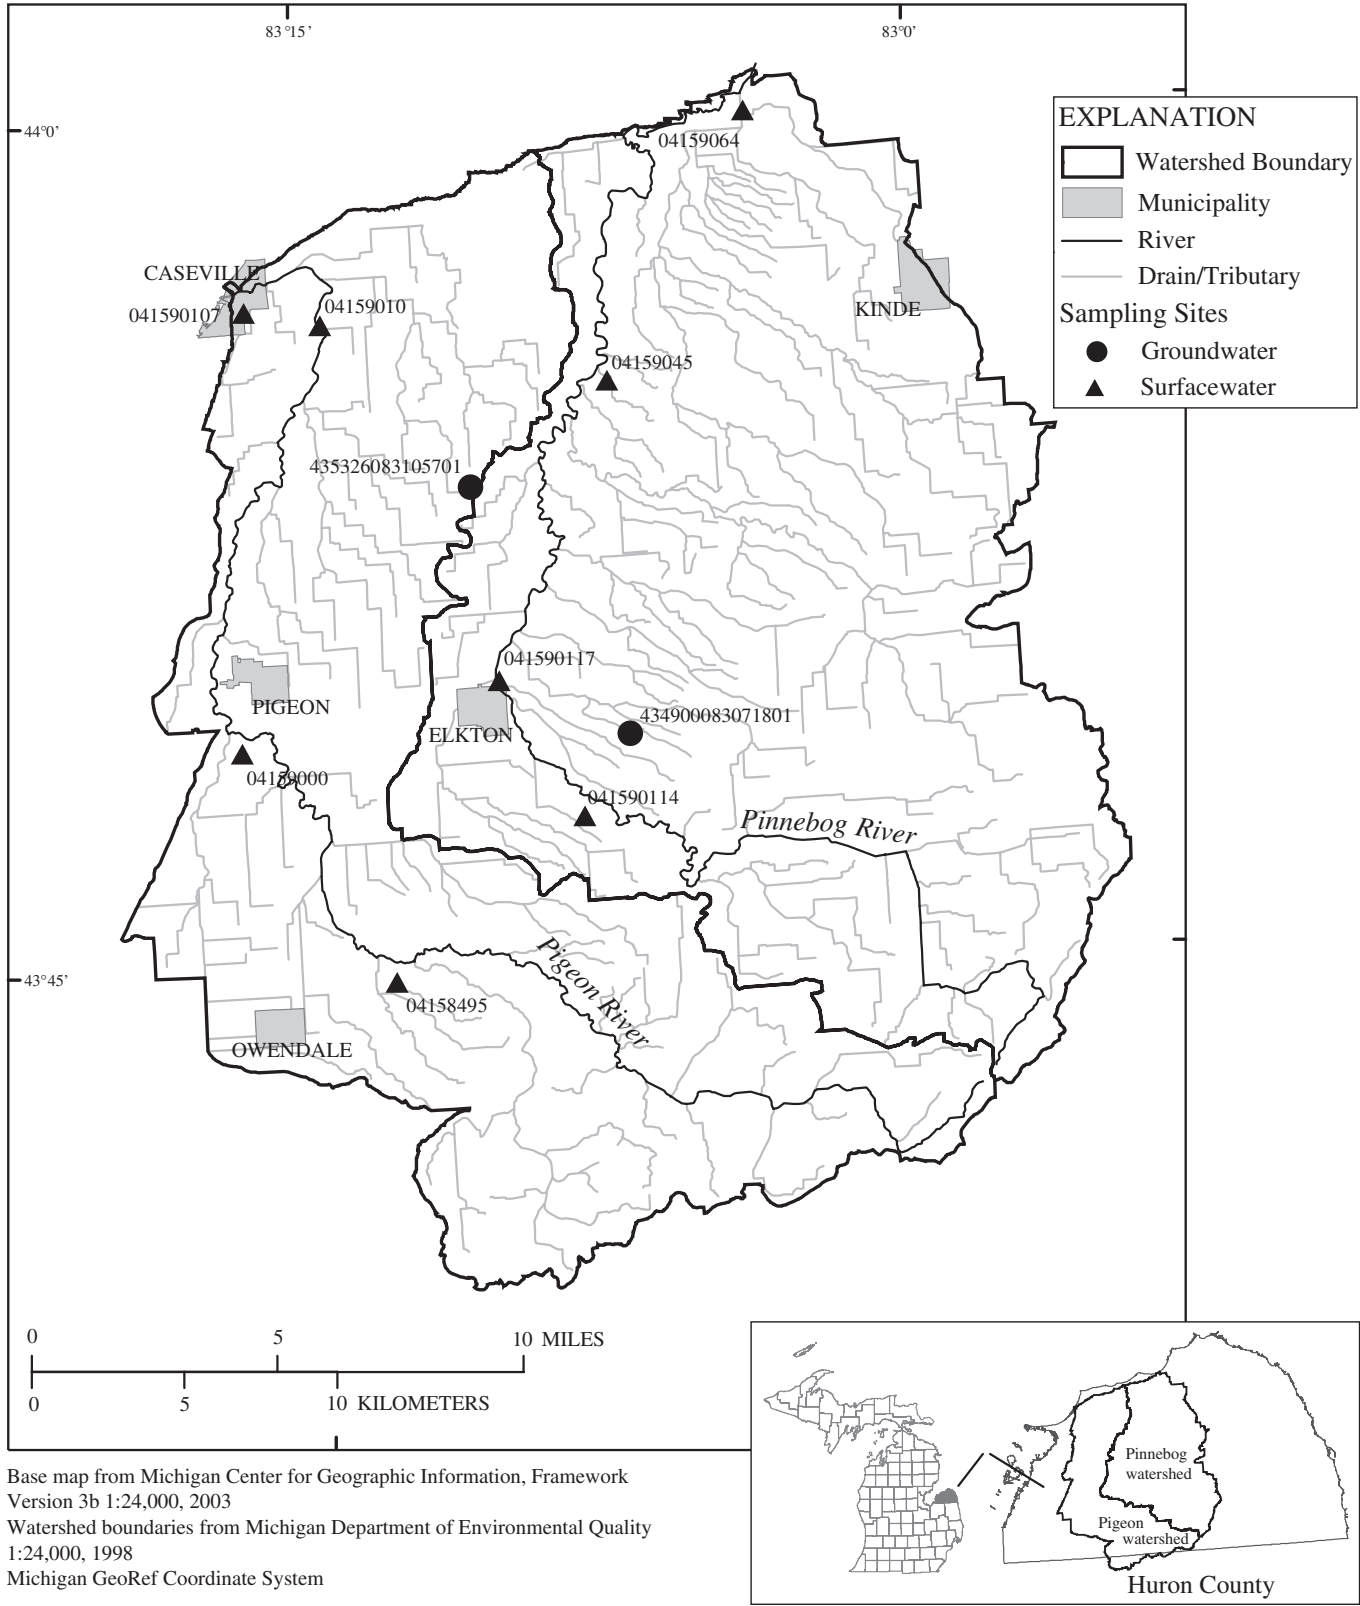 83°15'
83°0'
44°0'
04159064
EXPLANATION
Watershed Boundary
Municipality
River
Drain/Tributary
Sampling Sites
Groundwater
Surfacewater
CASEVILLE
041590107
04159010
KINDE
04159045
435326083105701
041590117
PIGEON
ELKTON
434900083071801
04159000
041590114
Pinnebog River
Pigeon River
43°45'
04158495
OWENDALE
0 5 10 MILES
0 5 10 KILOMETERS
Pinnebog
watershed
Pigeon
watershed
Huron County
Base map from Michigan Center for Geographic Information, Framework
Version 3b 1:24,000, 2003
Watershed boundaries from Michigan Department of Environmental Quality
1:24,000, 1998
Michigan GeoRef Coordinate System